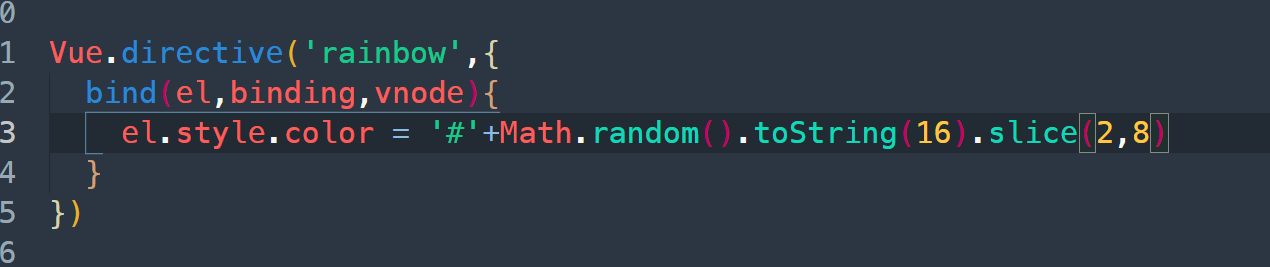 0
1 Vue.directive('rainbow',{
2   bind(el,binding,vnode){
3     el.style.color = '#'+Math.random().toString(16).slice(2,8)
4   }
5 })
6